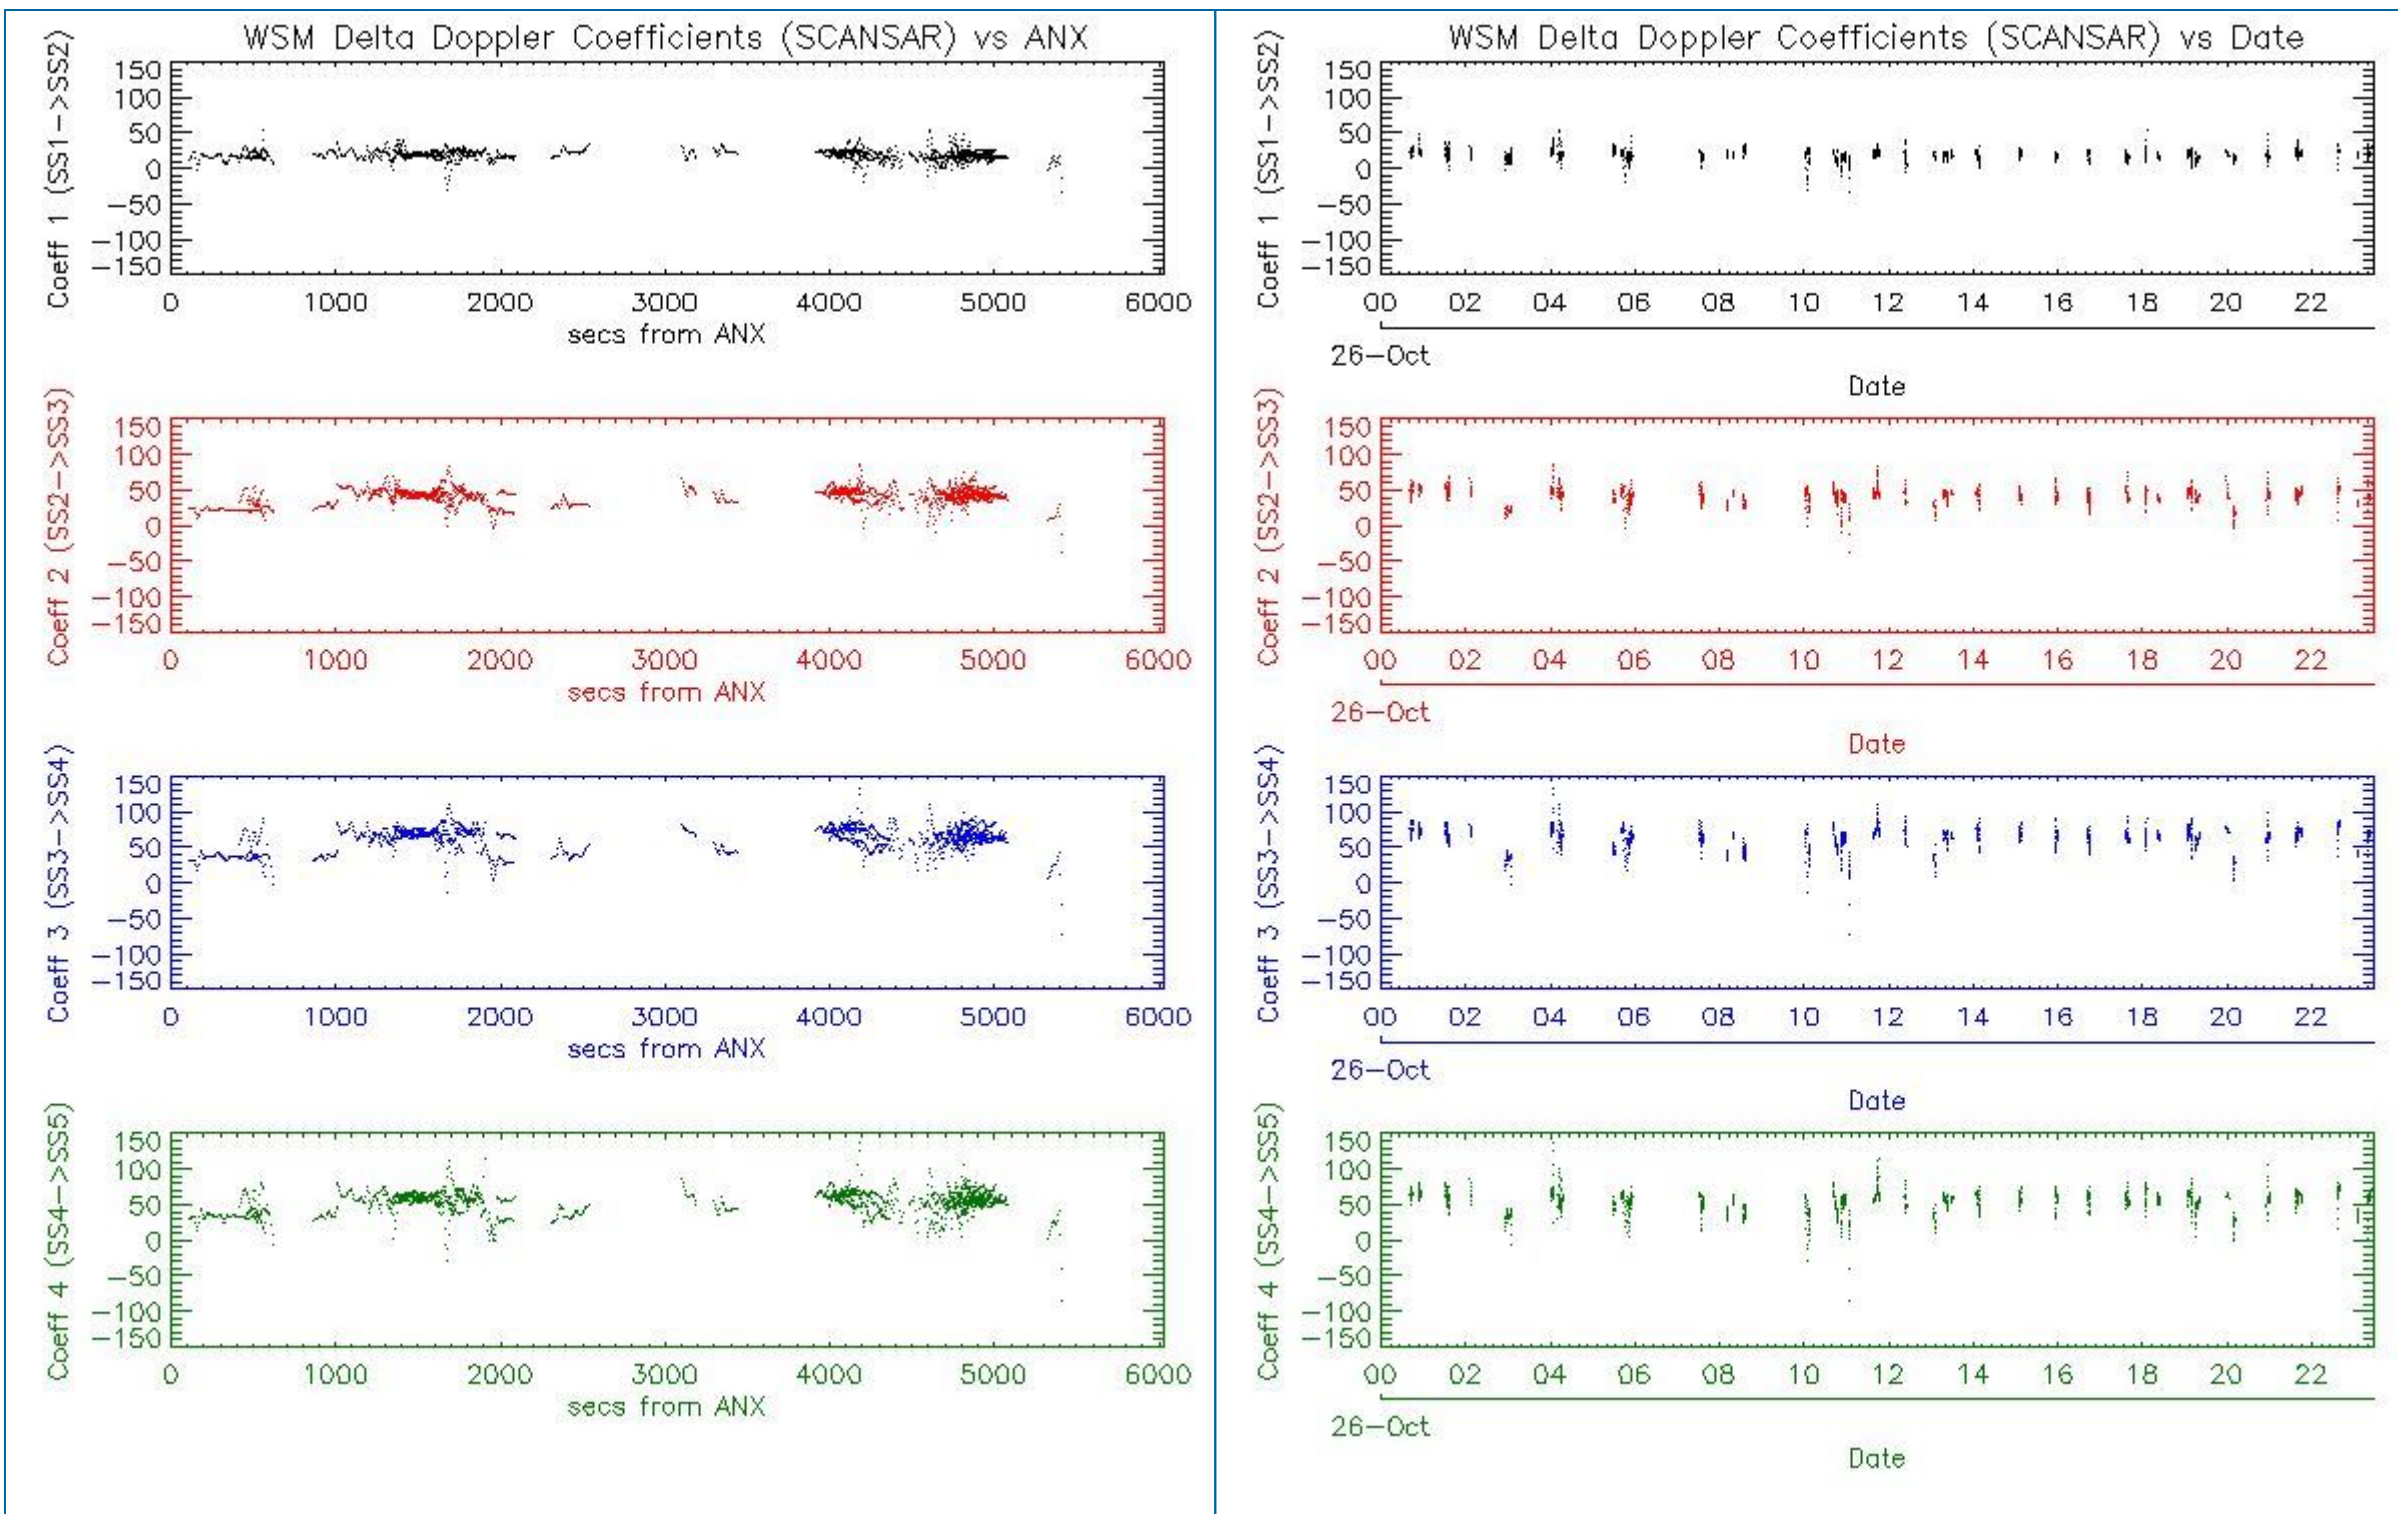 WSM Delta Doppler Coefficients (SCANSAR) vs ANX
Coeff 1 (SS1->SS2)
150
100
50
0
-50
-100
-150
0 1000 2000 3000 4000 5000 6000
secs from ANX
Coeff 2 (SS2->SS3)
150
100
50
0
-50
-100
-150
0 1000 2000 3000 4000 5000 6000
secs from ANX
Coeff 3 (SS3->SS4)
150
100
50
0
-50
-100
-150
0 1000 2000 3000 4000 5000 6000
secs from ANX
Coeff 4 (SS4->SS5)
150
100
50
0
-50
-100
-150
0 1000 2000 3000 4000 5000 6000
secs from ANX
WSM Delta Doppler Coefficients (SCANSAR) vs Date
Coeff 1 (SS1->SS2)
150
100
50
0
-50
-100
-150
00 02 04 06 08 10 12 14 16 18 20 22
26-Oct
Date
Coeff 2 (SS2->SS3)
150
100
50
0
-50
-100
-150
00 02 04 06 08 10 12 14 16 18 20 22
26-Oct
Date
Coeff 3 (SS3->SS4)
150
100
50
0
-50
-100
-150
00 02 04 06 08 10 12 14 16 18 20 22
26-Oct
Date
Coeff 4 (SS4->SS5)
150
100
50
0
-50
-100
-150
00 02 04 06 08 10 12 14 16 18 20 22
26-Oct
Date